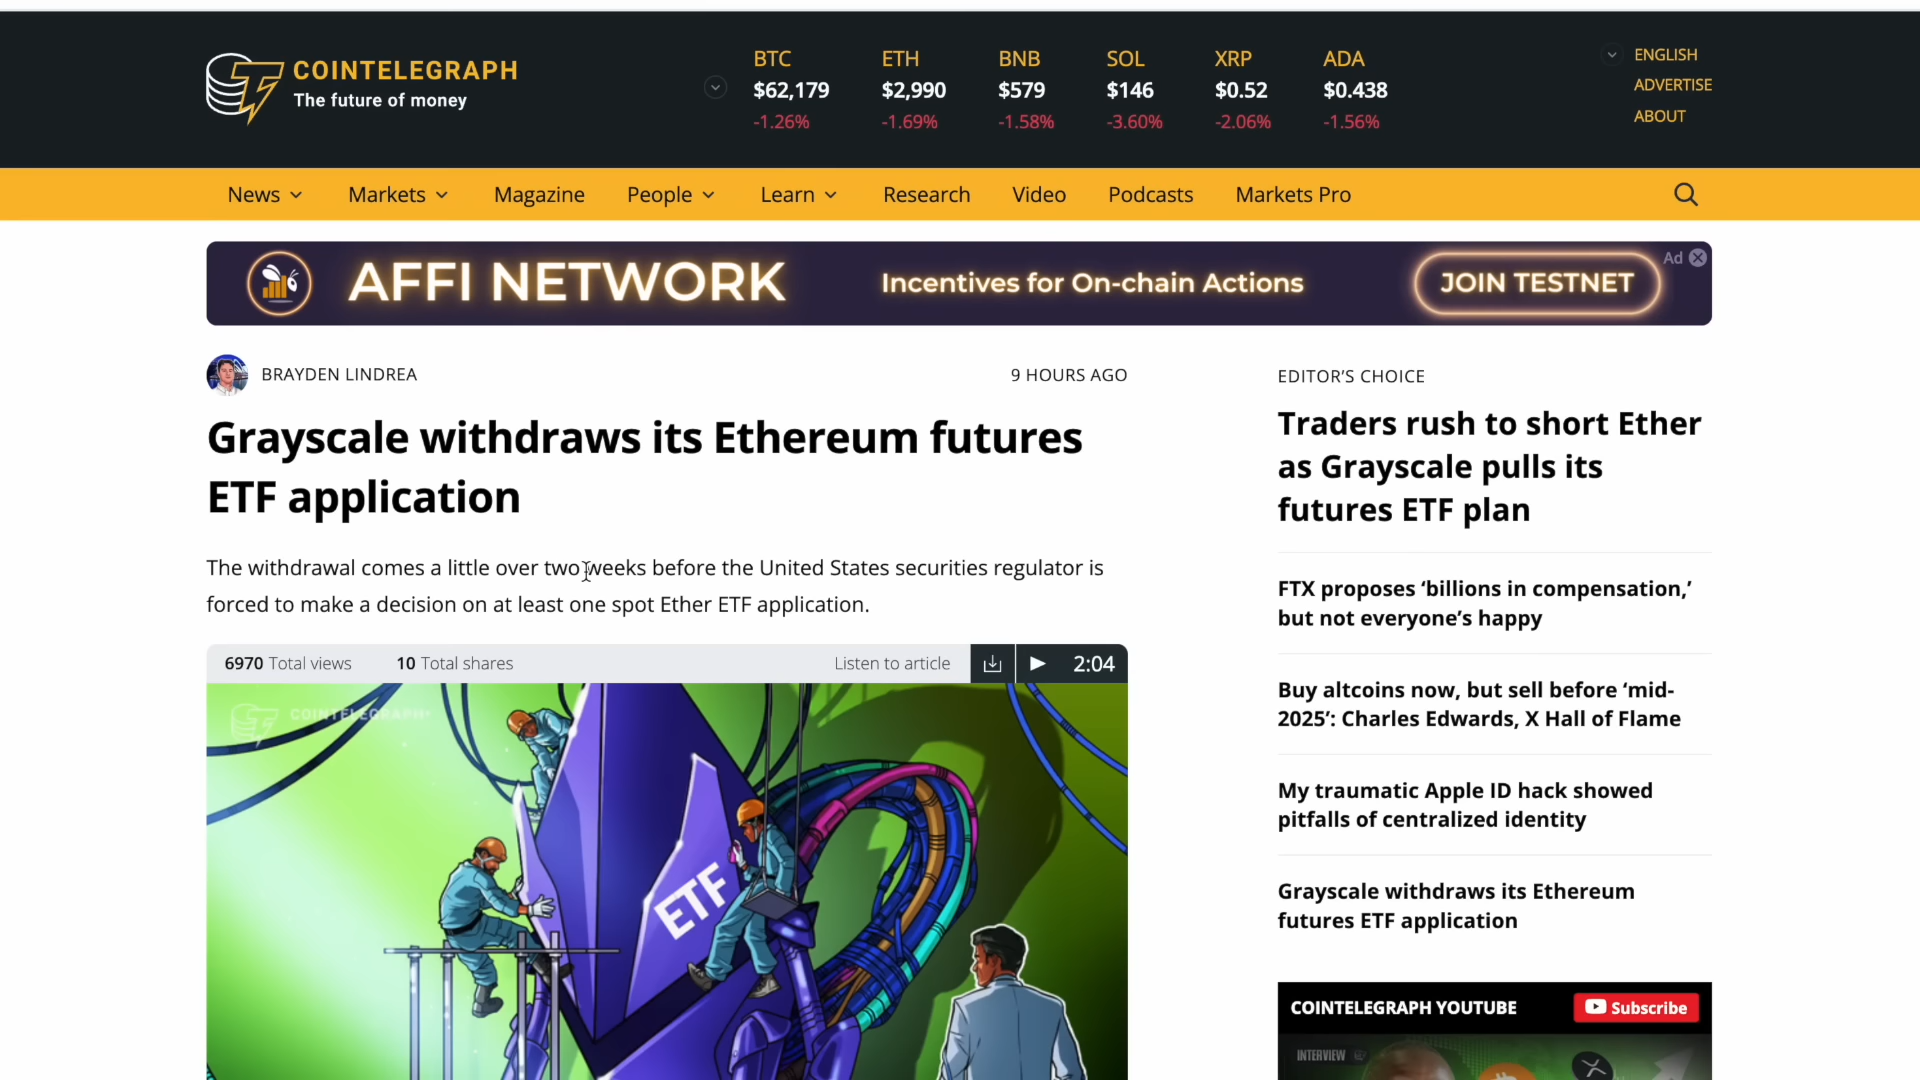 COINTELEGRAPH
The future of money
BTC
$62,179
-1.26%
ETH
$2,990
-1.69%
BNB
$579
-1.58%
SOL
$146
-3.60%
XRP
$0.52
-2.06%
ADA
$0.438
-1.56%
ENGLISH
ADVERTISE
ABOUT
News
Markets
Magazine
People
Learn
Research
Video
Podcasts
Markets Pro
AFFI NETWORK
Incentives for On-chain Actions
JOIN TESTNET
Ad
BRAYDEN LINDREA
9 HOURS AGO
Grayscale withdraws its Ethereum futures
ETF application
The withdrawal comes a little over two weeks before the United States securities regulator is
forced to make a decision on at least one spot Ether ETF application.
6970 Total views
10 Total shares
Listen to article
2:04
COINTELEGRAPH
ETF
EDITOR'S CHOICE
Traders rush to short Ether
as Grayscale pulls its
futures ETF plan
FTX proposes ‘billions in compensation,’
but not everyone’s happy
Buy altcoins now, but sell before ‘mid-
2025’: Charles Edwards, X Hall of Flame
My traumatic Apple ID hack showed
pitfalls of centralized identity
Grayscale withdraws its Ethereum
futures ETF application
COINTELEGRAPH YOUTUBE
Subscribe
INTERVIEW